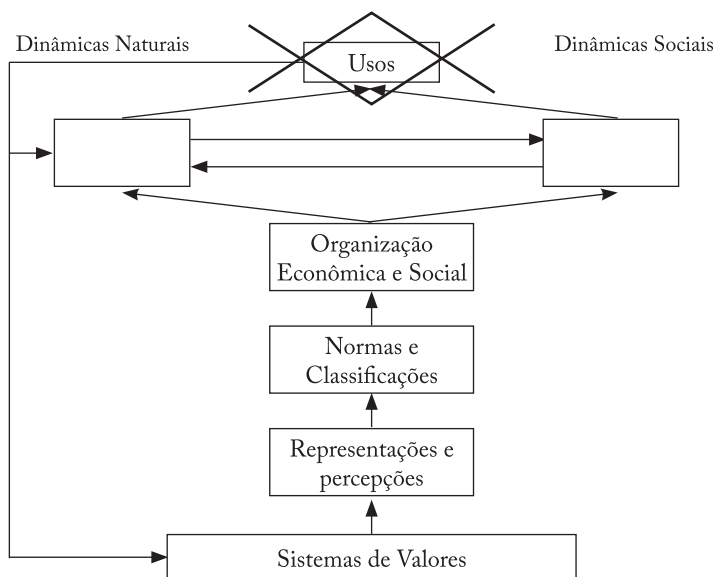 Dinâmicas Naturais
Usos
Dinâmicas Sociais
Organização
Econômica e Social
Normas e
Classificações
Representações e
percepções
Sistemas de Valores